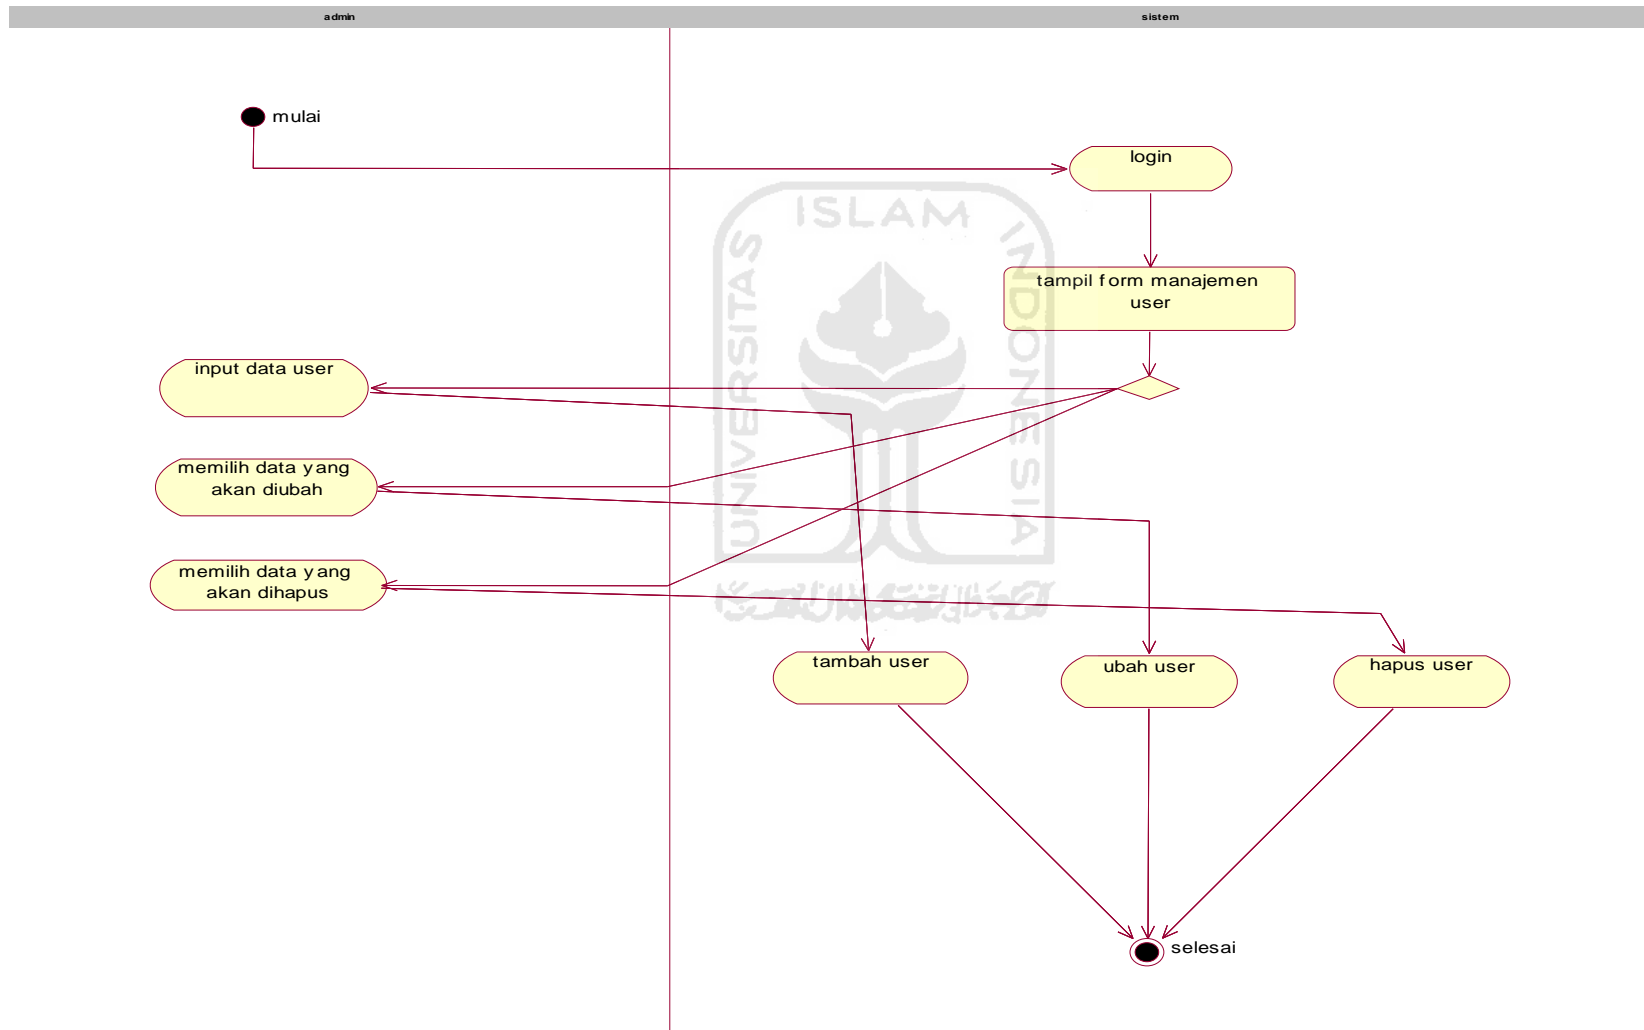 admin
sistem
mulai
login
ISLAM
UNIVERSITAS
INDONESIA
tampil form manajemen
user
input data user
memilih data yang
akan diubah
memilih data yang
akan dihapus
tambah user
ubah user
hapus user
selesai